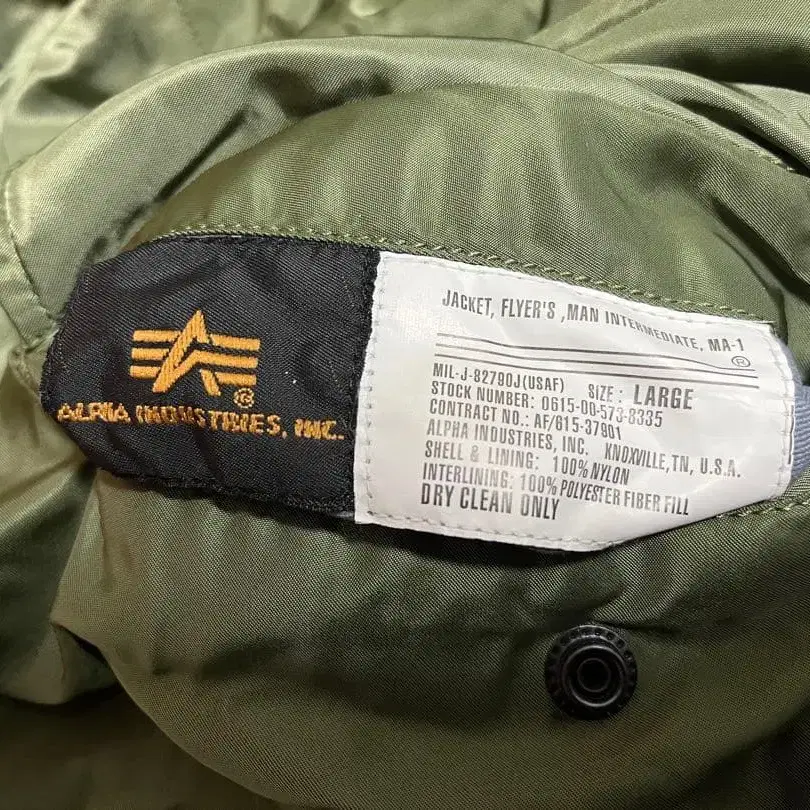 ALPHA INDUSTRIES, INC.
®
JACKET, FLYER'S ,MAN INTERMEDIATE, MA-1
®
MIL-J-82790J(USAF) SIZE: LARGE
STOCK NUMBER: 0615-00-573-8335
CONTRACT NO.: AF/615-37901
ALPHA INDUSTRIES, INC. KNOXVILLE,TN, U.S.A.
SHELL & LINING: 100% NYLON
INTERLINING: 100% POLYESTER FIBER FILL
DRY CLEAN ONLY